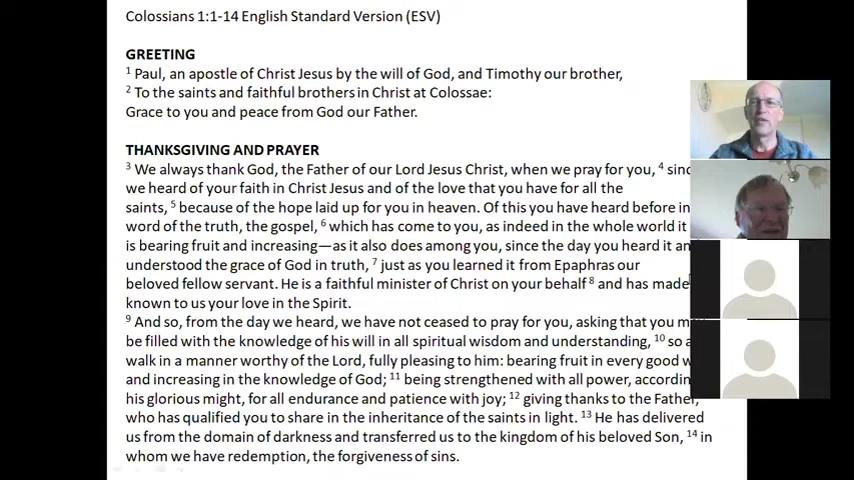 Colossians 1:1-14 English Standard Version (ESV)
GREETING
1 Paul, an apostle of Christ Jesus by the will of God, and Timothy our brother,
2 To the saints and faithful brothers in Christ at Colossae:
Grace to you and peace from God our Father.
THANKSGIVING AND PRAYER
3 We always thank God, the Father of our Lord Jesus Christ, when we pray for you, 4
we heard of your faith in Christ Jesus and of the love that you have for all the
saints, 5 because of the hope laid up for you in heaven. Of this you have heard before in
word of the truth, the gospel, 6 which has come to you, as indeed in the whole world it
is bearing fruit and increasing—as it also does among you, since the day you heard it
understood the grace of God in truth, 7 just as you learned it from Epaphras our
beloved fellow servant. He is a faithful minister of Christ on your behalf 8 and has made
known to us your love in the Spirit.
9 And so, from the day we heard, we have not ceased to pray for you, asking that you
be filled with the knowledge of his will in all spiritual wisdom and understanding, 10 so
walk in a manner worthy of the Lord, fully pleasing to him: bearing fruit in every good
and increasing in the knowledge of God; 11 being strengthened with all power,
his glorious might, for all endurance and patience with joy; 12 giving thanks to the Father,
who has qualified you to share in the inheritance of the saints in light. 13 He has delivered
us from the domain of darkness and transferred us to the kingdom of his beloved Son, 14 in
whom we have redemption, the forgiveness of sins.